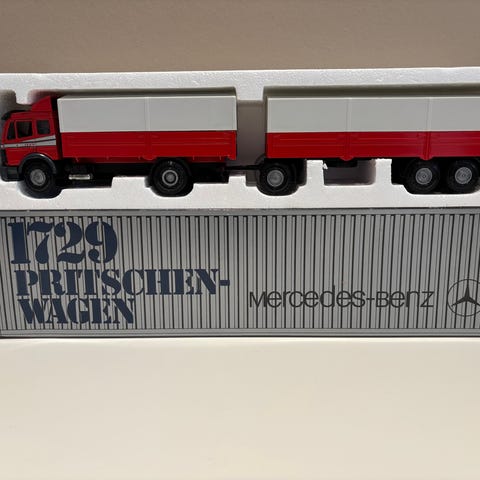 1729
PRITSCHEN-
WAGEN
Mercedes-Benz